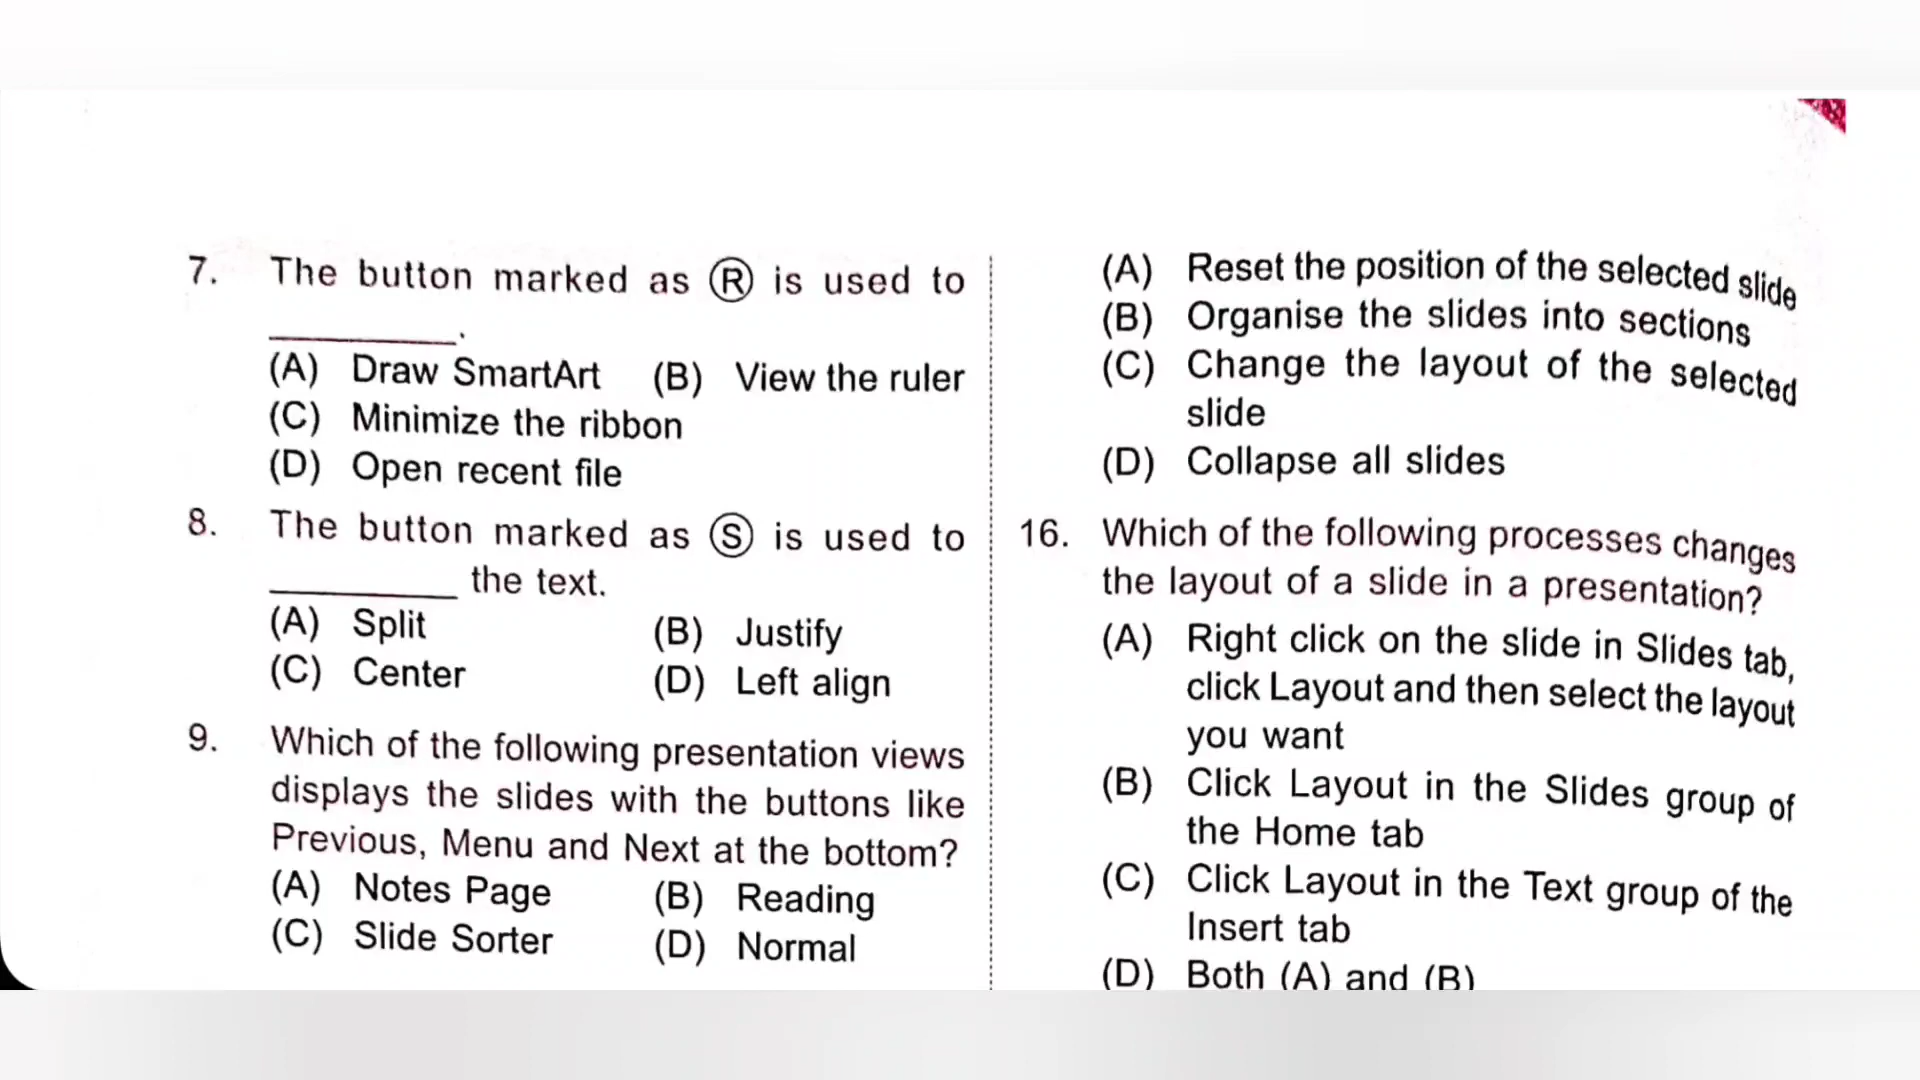 7. The button marked as Ⓡ is used to
__________.
(A) Draw SmartArt (B) View the ruler
(C) Minimize the ribbon
(D) Open recent file
8. The button marked as Ⓢ is used to
__________ the text.
(A) Split (B) Justify
(C) Center (D) Left align
9. Which of the following presentation views
displays the slides with the buttons like
Previous, Menu and Next at the bottom?
(A) Notes Page (B) Reading
(C) Slide Sorter (D) Normal
(A) Reset the position of the selected slide
(B) Organise the slides into sections
(C) Change the layout of the selected
slide
(D) Collapse all slides
16. Which of the following processes changes
the layout of a slide in a presentation?
(A) Right click on the slide in Slides tab,
click Layout and then select the layout
you want
(B) Click Layout in the Slides group of
the Home tab
(C) Click Layout in the Text group of the
Insert tab
(D) Both (A) and (B)